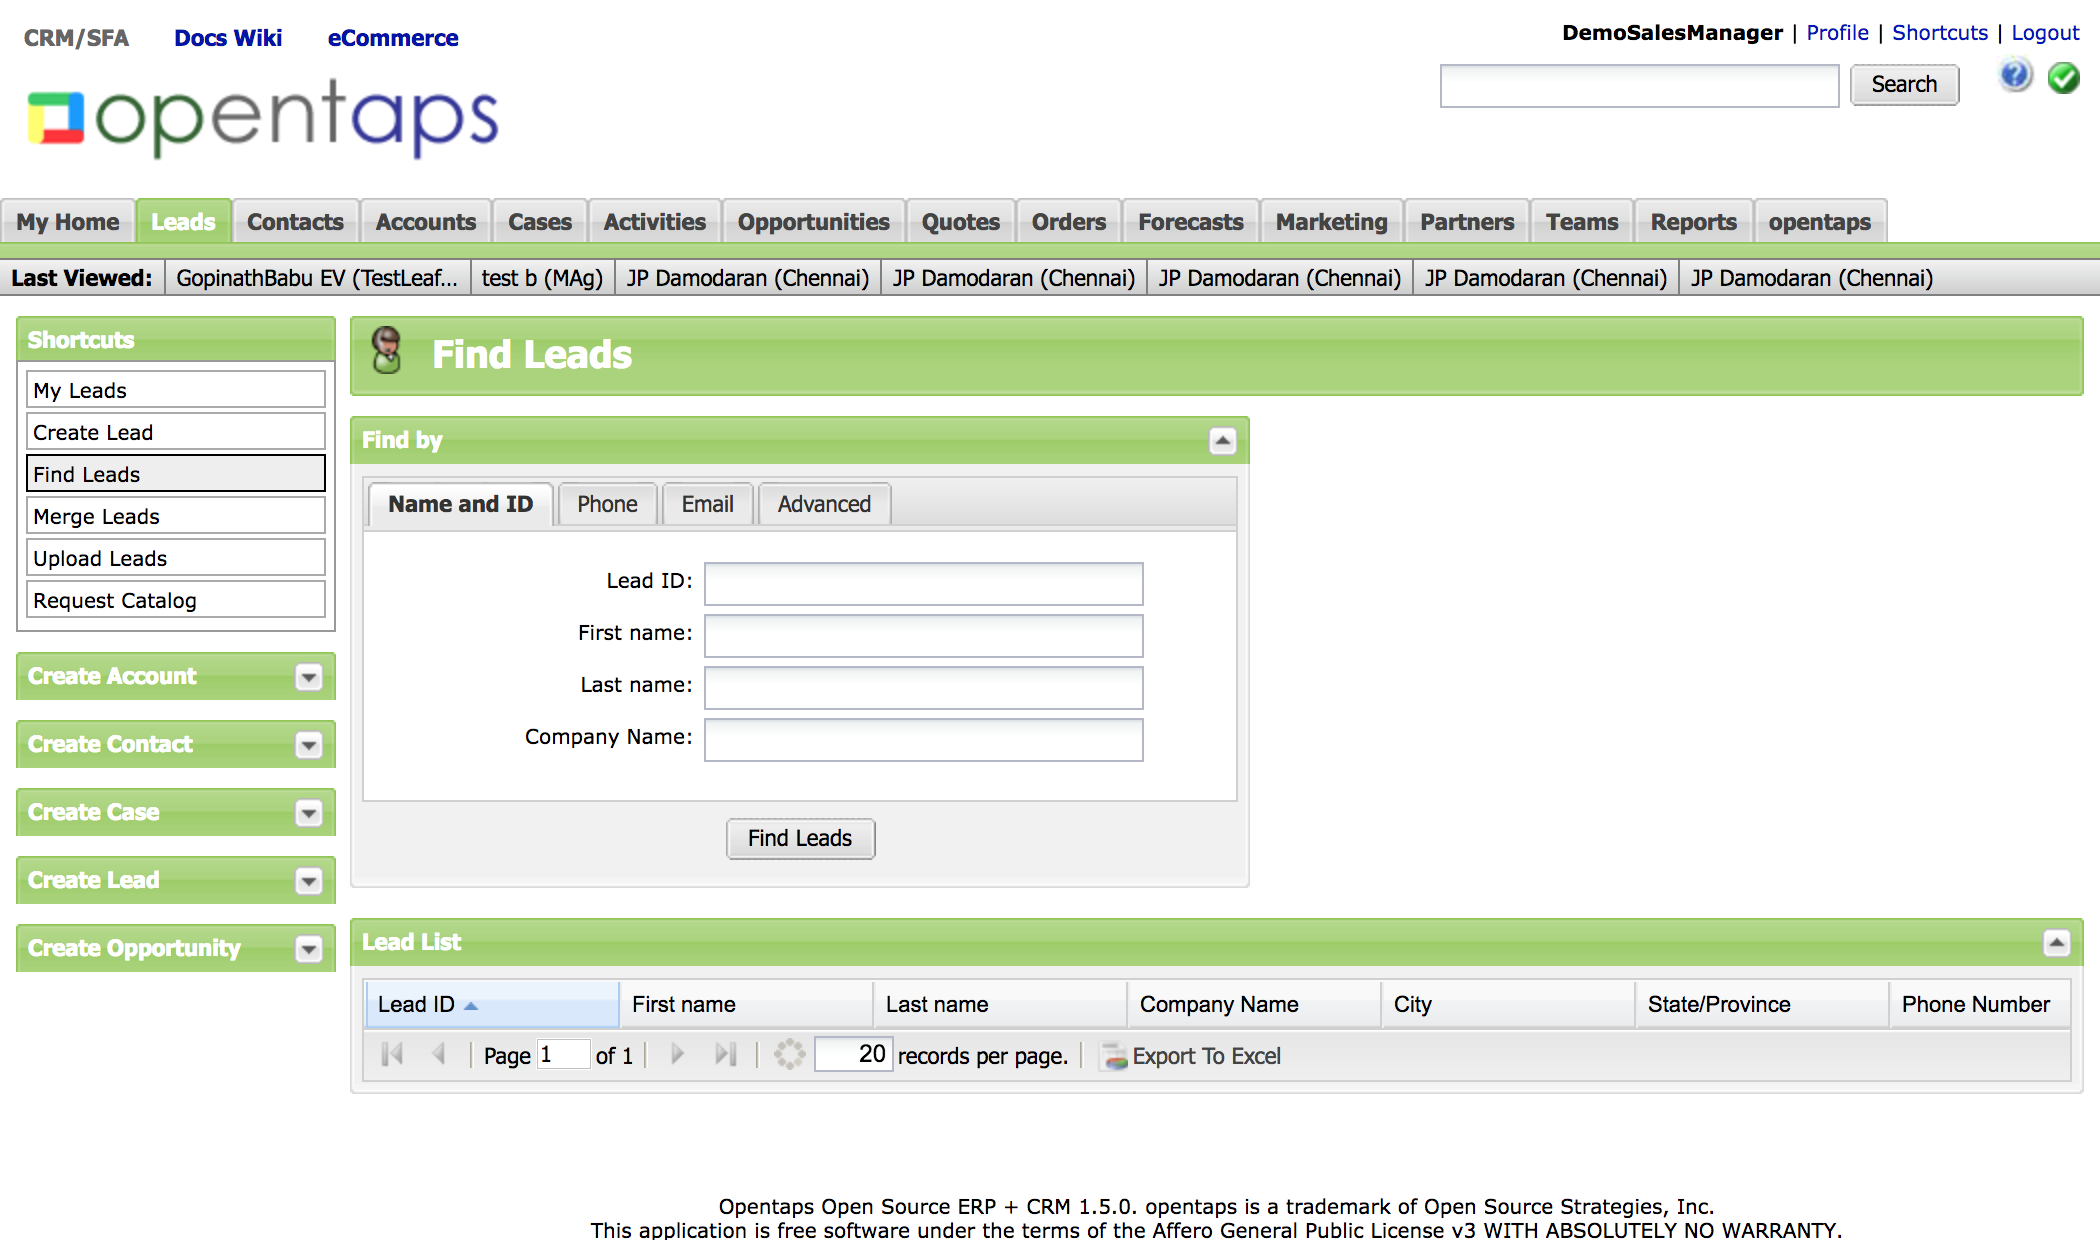 CRM/SFA Docs Wiki eCommerce
DemoSalesManager | Profile | Shortcuts | Logout
Search
opentaps
My Home Leads Contacts Accounts Cases Activities Opportunities Quotes Orders Forecasts Marketing Partners Teams Reports opentaps
Last Viewed: GopinathBabu EV (TestLeaf... test b (MAg) JP Damodaran (Chennai) JP Damodaran (Chennai) JP Damodaran (Chennai) JP Damodaran (Chennai) JP Damodaran (Chennai)
Shortcuts
My Leads
Create Lead
Find Leads
Merge Leads
Upload Leads
Request Catalog
Create Account
Create Contact
Create Case
Create Lead
Create Opportunity
Find Leads
Find by
Name and ID Phone Email Advanced
Lead ID:
First name:
Last name:
Company Name:
Find Leads
Lead List
Lead ID First name Last name Company Name City State/Province Phone Number
Page 1 of 1 20 records per page. Export To Excel
Opentaps Open Source ERP + CRM 1.5.0. opentaps is a trademark of Open Source Strategies, Inc.
This application is free software under the terms of the Affero General Public License v3 WITH ABSOLUTELY NO WARRANTY.